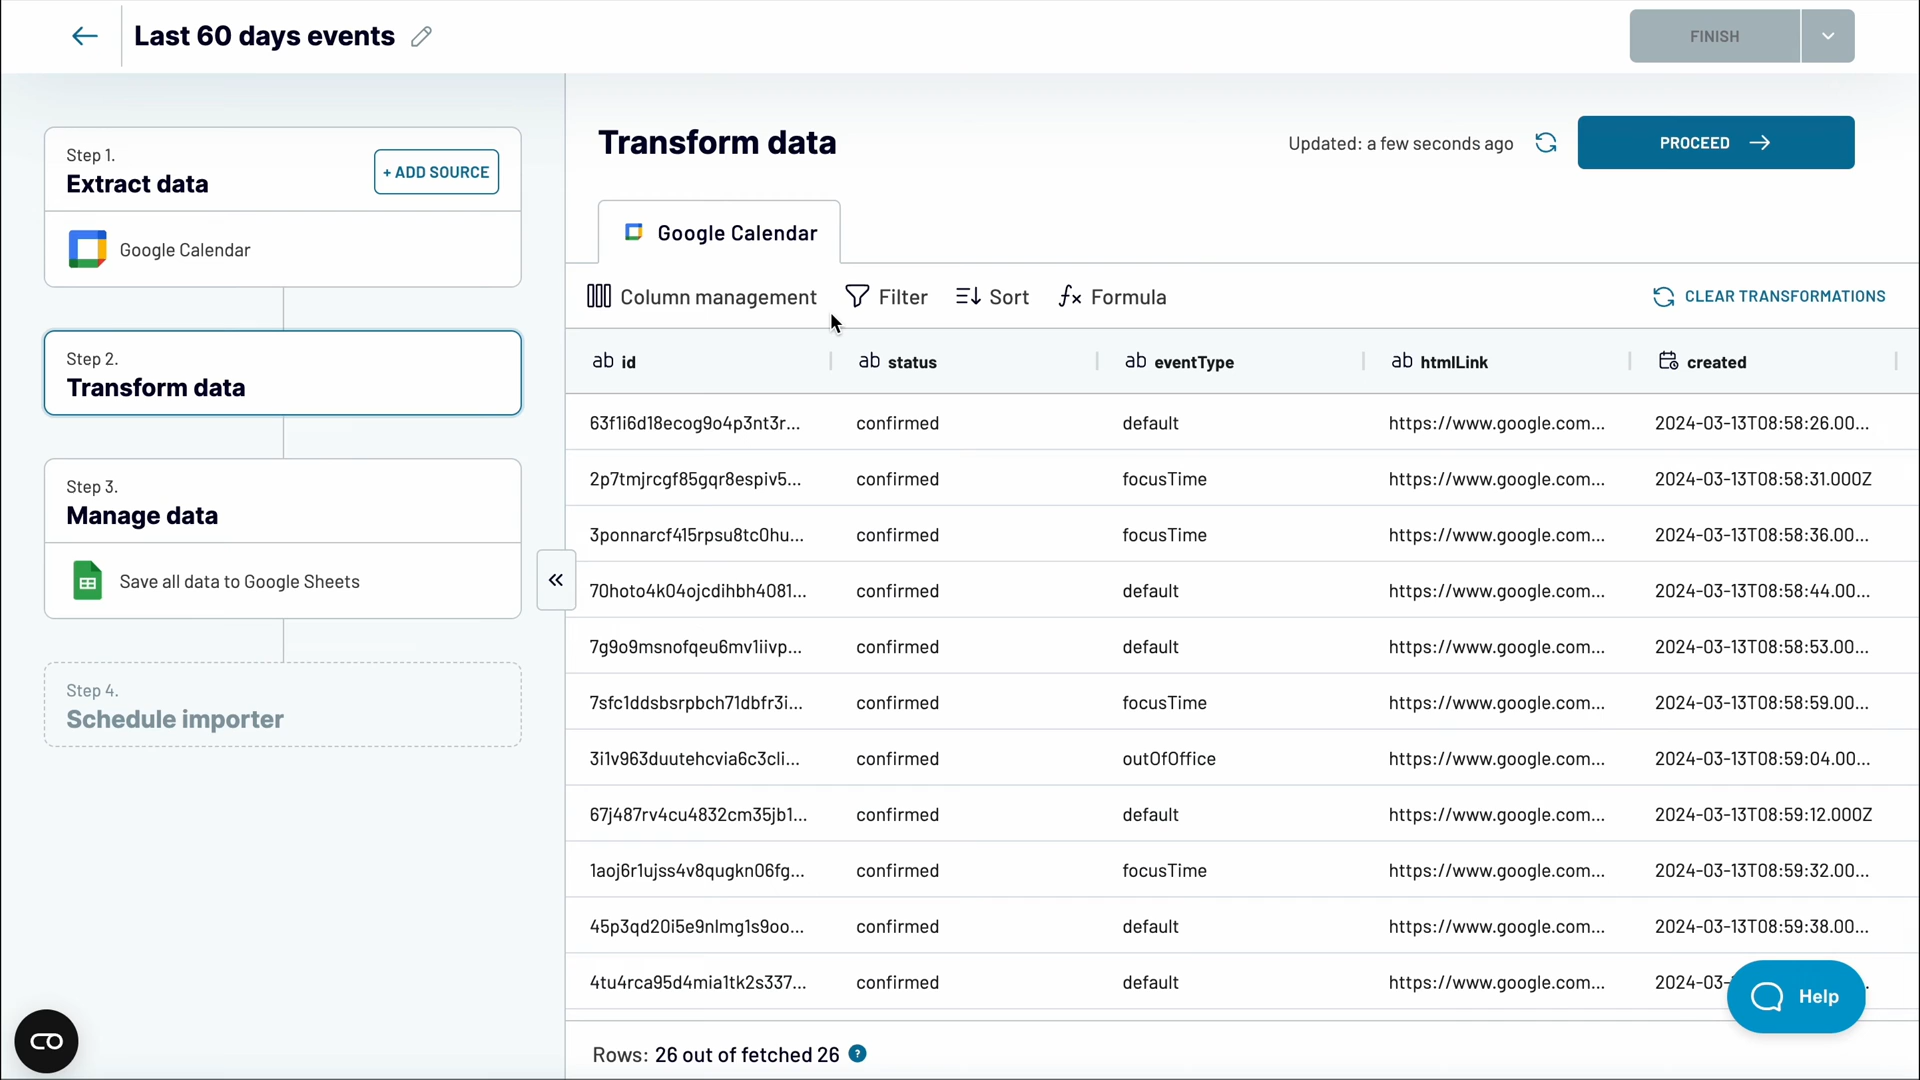 Last 60 days events
FINISH
Step 1.
Extract data
+ ADD SOURCE
Google Calendar
Step 2.
Transform data
Step 3.
Manage data
Save all data to Google Sheets
Step 4.
Schedule importer
Transform data
Updated: a few seconds ago
PROCEED
Google Calendar
Column management Filter Sort Formula CLEAR TRANSFORMATIONS
ab id ab status ab eventType ab htmlLink created
63f1i6d18ecog9o4p3nt3r... confirmed default https://www.google.com... 2024-03-13T08:58:26.00...
2p7tmjrcgf85gqr8espiv5... confirmed focusTime https://www.google.com... 2024-03-13T08:58:31.000Z
3ponnarcf415rpsu8tc0hu... confirmed focusTime https://www.google.com... 2024-03-13T08:58:36.00...
70hoto4k04ojcdihbh4081... confirmed default https://www.google.com... 2024-03-13T08:58:44.00...
7g9o9msnofqeu6mv1iivp... confirmed default https://www.google.com... 2024-03-13T08:58:53.00...
7sfc1ddsbsrpbch71dbfr3i... confirmed focusTime https://www.google.com... 2024-03-13T08:58:59.00...
3i1v963duutehcvia6c3cli... confirmed outOfOffice https://www.google.com... 2024-03-13T08:59:04.00...
67j487rv4cu4832cm35jb1... confirmed default https://www.google.com... 2024-03-13T08:59:12.000Z
1aoj6r1ujss4v8qugkn06fg... confirmed focusTime https://www.google.com... 2024-03-13T08:59:32.00...
45p3qd20i5e9nlmg1s9oo... confirmed default https://www.google.com... 2024-03-13T08:59:38.00...
4tu4rca95d4mia1tk2s337... confirmed default https://www.google.com... 2024-03-
Help
Rows: 26 out of fetched 26 ?